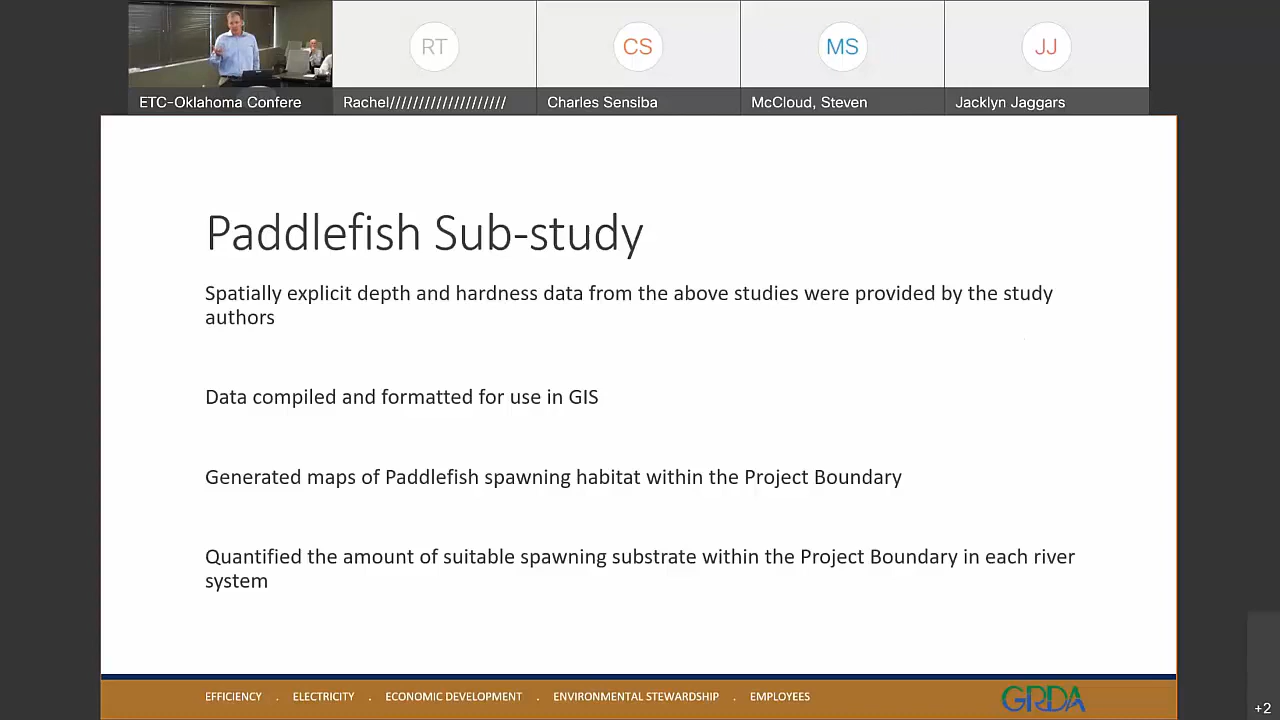 RT
CS
MS
JJ
ETC-Oklahoma Confere
Rachel////////////////////
Charles Sensiba
McCloud, Steven
Jacklyn Jaggars
Paddlefish Sub-study
Spatially explicit depth and hardness data from the above studies were provided by the study
authors
Data compiled and formatted for use in GIS
Generated maps of Paddlefish spawning habitat within the Project Boundary
Quantified the amount of suitable spawning substrate within the Project Boundary in each river
system
EFFICIENCY . ELECTRICITY . ECONOMIC DEVELOPMENT . ENVIRONMENTAL STEWARDSHIP . EMPLOYEES
GRDA
+2